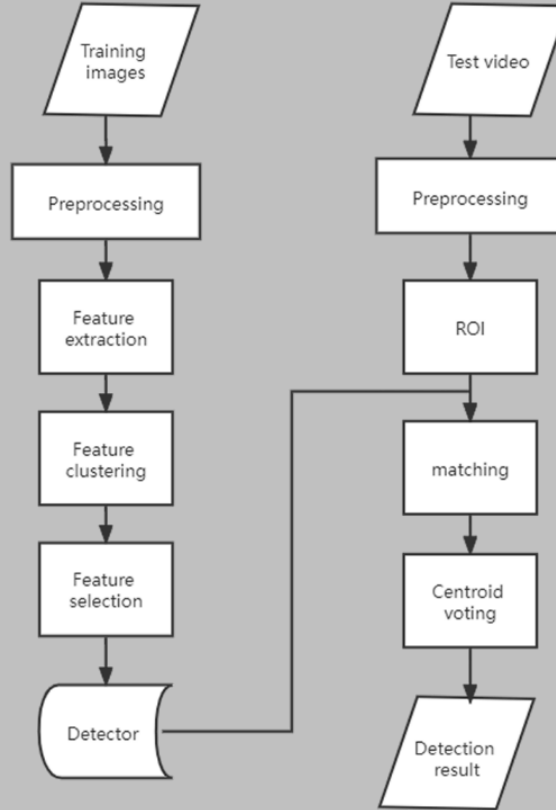 Training
images
Preprocessing
Feature
extraction
Feature
clustering
Feature
selection
Detector
Test video
Preprocessing
ROI
matching
Centroid
voting
Detection
result